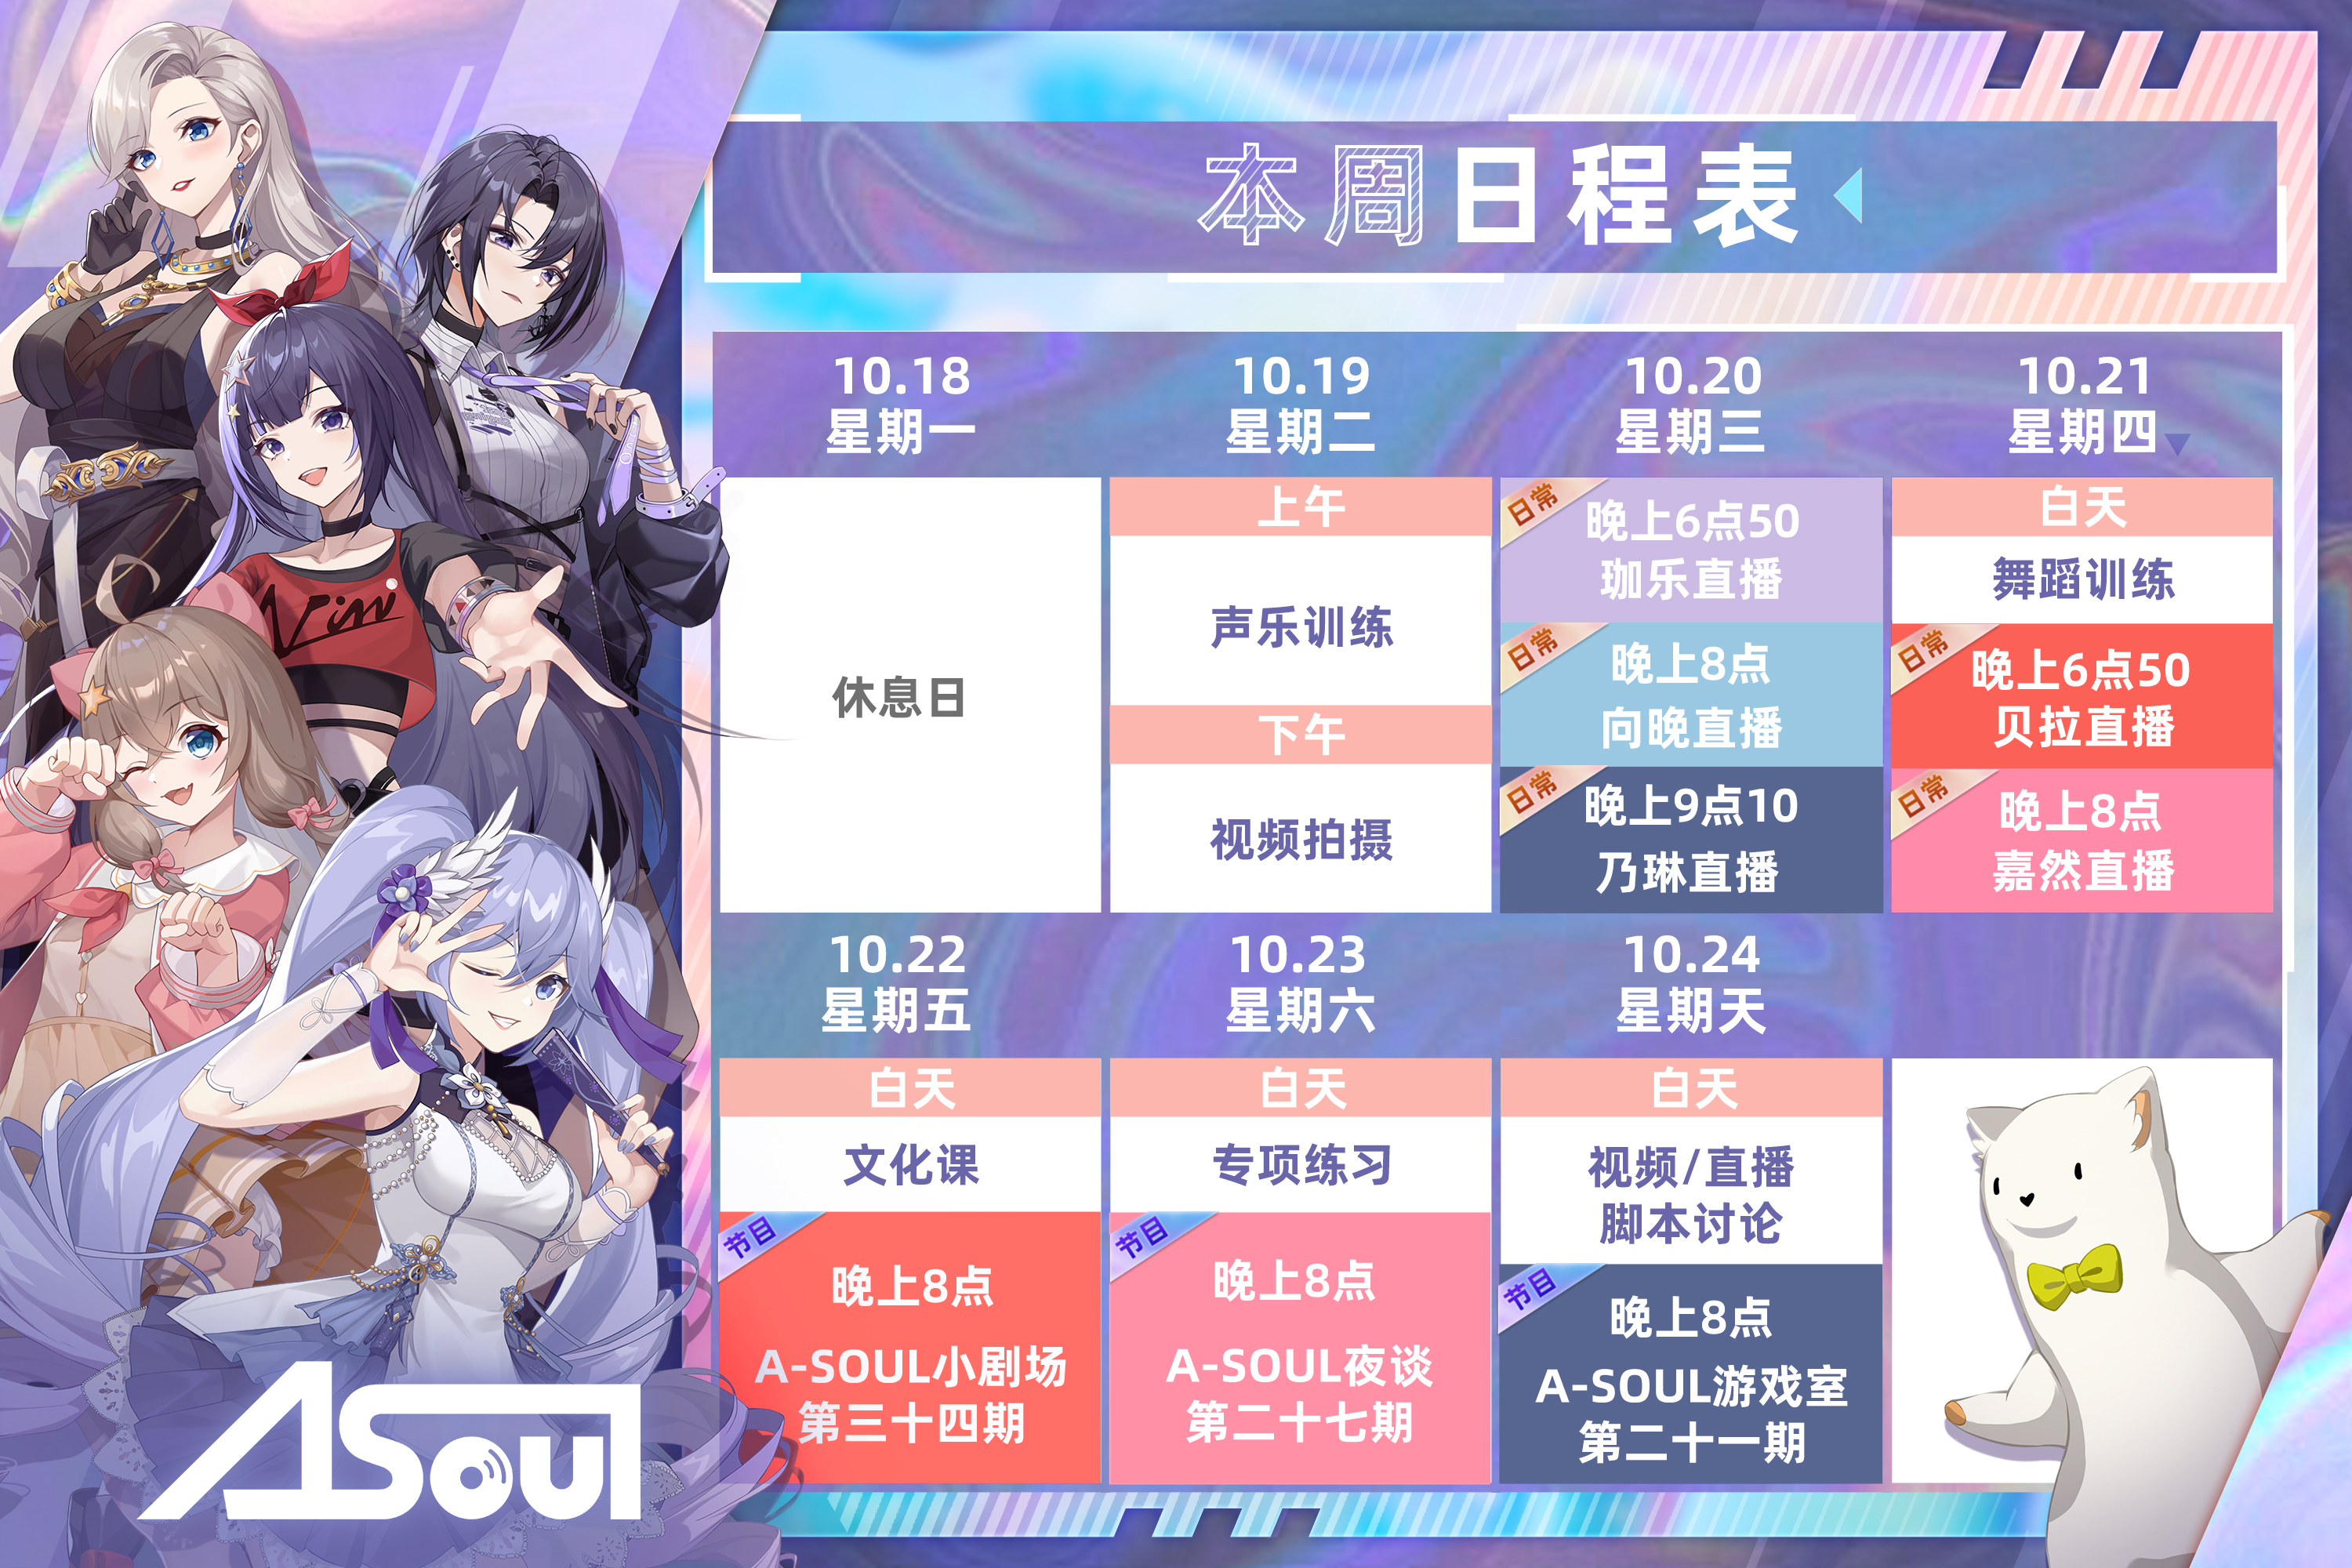 本周日程表
10.18
星期一
休息日
10.19
星期二
上午
声乐训练
下午
视频拍摄
10.20
星期三
日常
晚上6点50
珈乐直播
日常
晚上8点
向晚直播
日常
晚上9点10
乃琳直播
10.21
星期四
白天
舞蹈训练
日常
晚上6点50
贝拉直播
日常
晚上8点
嘉然直播
10.22
星期五
白天
文化课
节目
晚上8点
A-SOUL小剧场
第三十四期
10.23
星期六
白天
专项练习
节目
晚上8点
A-SOUL夜谈
第二十七期
10.24
星期天
白天
视频/直播
脚本讨论
节目
晚上8点
A-SOUL游戏室
第二十一期
ASoul